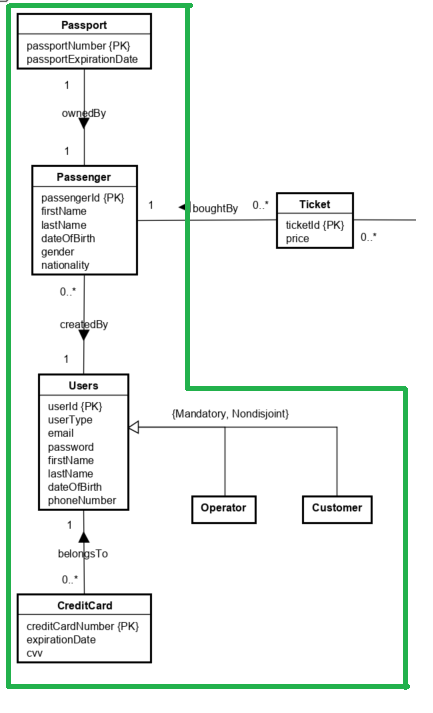 Passport
passportNumber {PK}
passportExpirationDate
1
ownedBy
1
Passenger
passengerId {PK}
firstName
lastName
dateOfBirth
gender
nationality
1
boughtBy
0..*
Ticket
ticketId {PK}
price
0..*
0..*
createdBy
1
Users
userId {PK}
userType
email
password
firstName
lastName
dateOfBirth
phoneNumber
{Mandatory, Nondisjoint}
Operator
Customer
1
belongsTo
0..*
CreditCard
creditCardNumber {PK}
expirationDate
cvv